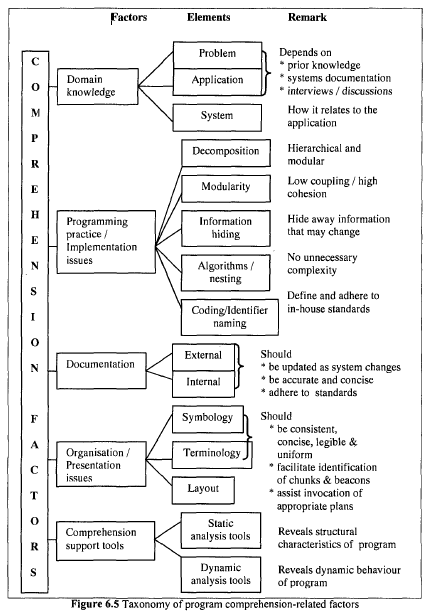 Factors Elements Remark
COMPREHENSION FACTORS
Domain
knowledge
Problem
Application
System
Depends on
* prior knowledge
* systems documentation
* interviews / discussions
How it relates to the
application
Programming
practice /
Implementation
issues
Decomposition
Modularity
Information
hiding
Algorithms /
nesting
Coding/Identifier
naming
Hierarchical and
modular
Low coupling / high
cohesion
Hide away information
that may change
No unnecessary
complexity
Define and adhere to
in-house standards
Documentation
External
Internal
Should
* be updated as system changes
* be accurate and concise
* adhere to standards
Organisation /
Presentation
issues
Symbology
Terminology
Layout
Should
* be consistent,
concise, legible &
uniform
* facilitate identification
of chunks & beacons
* assist invocation of
appropriate plans
Comprehension
support tools
Static
analysis tools
Dynamic
analysis tools
Reveals structural
characteristics of program
Reveals dynamic behaviour
of program
Figure 6.5 Taxonomy of program comprehension-related factors